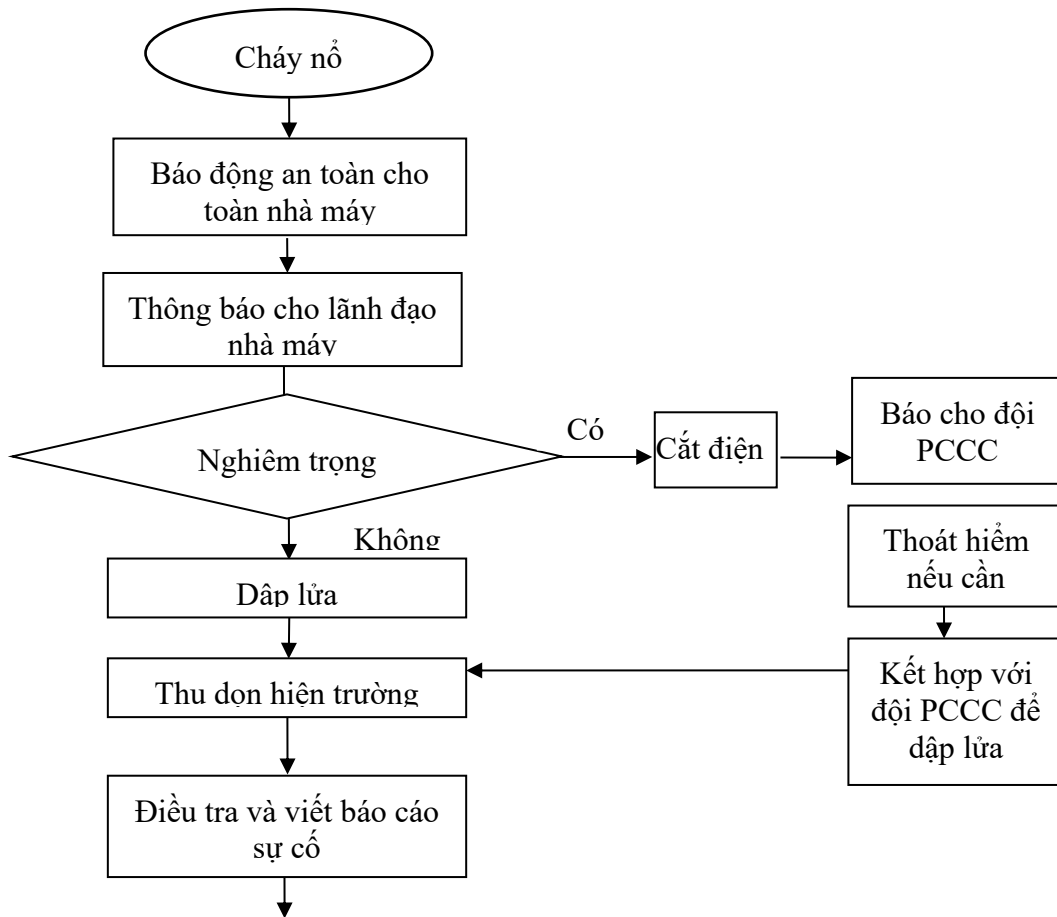 Cháy nổ
Báo động an toàn cho
toàn nhà máy
Thông báo cho lãnh đạo
nhà máy
Nghiêm trọng
Có
Cắt điện
Báo cho đội
PCCC
Không
Dập lửa
Thoát hiểm
nếu cần
Thu dọn hiện trường
Kết hợp với
đội PCCC để
dập lửa
Điều tra và viết báo cáo
sự cố